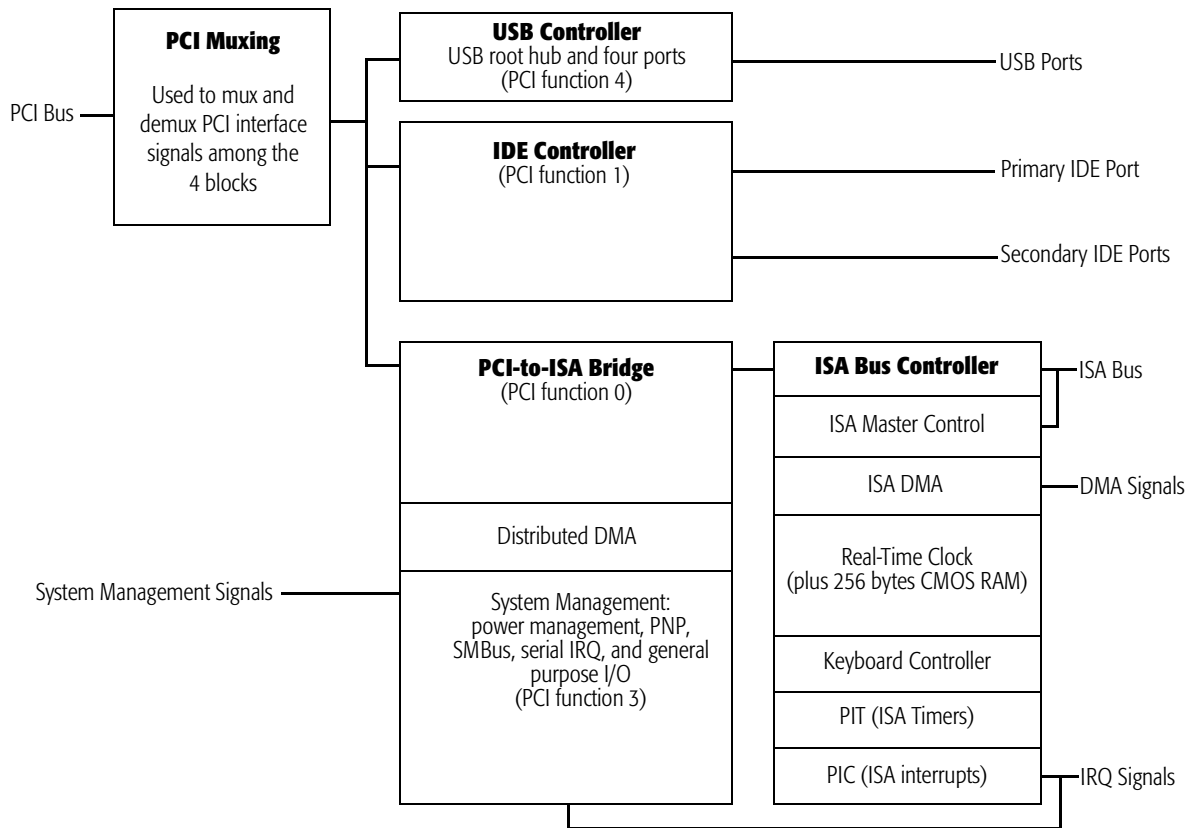 PCI Bus
PCI Muxing
Used to mux and
demux PCI interface
signals among the
4 blocks
USB Controller
USB root hub and four ports
(PCI function 4)
USB Ports
IDE Controller
(PCI function 1)
Primary IDE Port
Secondary IDE Ports
PCI-to-ISA Bridge
(PCI function 0)
Distributed DMA
System Management Signals
System Management:
power management, PNP,
SMBus, serial IRQ, and general
purpose I/O
(PCI function 3)
ISA Bus Controller
ISA Bus
ISA Master Control
ISA DMA
DMA Signals
Real-Time Clock
(plus 256 bytes CMOS RAM)
Keyboard Controller
PIT (ISA Timers)
PIC (ISA interrupts)
IRQ Signals